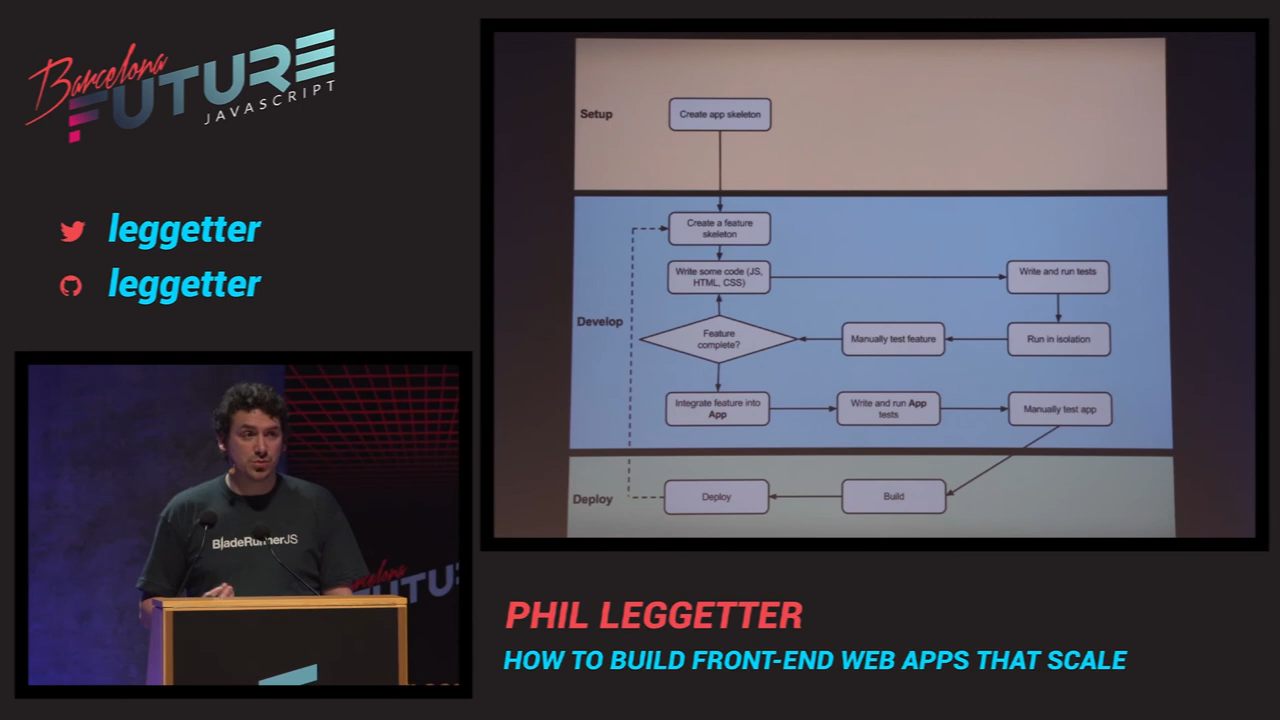 Barcelona
FUTURE
JAVASCRIPT
leggetter
leggetter
BladeRunnerJS
Setup
Create app skeleton
Create a feature
skeleton
Write some code (JS,
HTML, CSS)
Write and run tests
Develop
Feature
complete?
Manually test feature
Run in isolation
Integrate feature into
App
Write and run App
tests
Manually test app
Deploy
Deploy
Build
PHIL LEGGETTER
HOW TO BUILD FRONT-END WEB APPS THAT SCALE